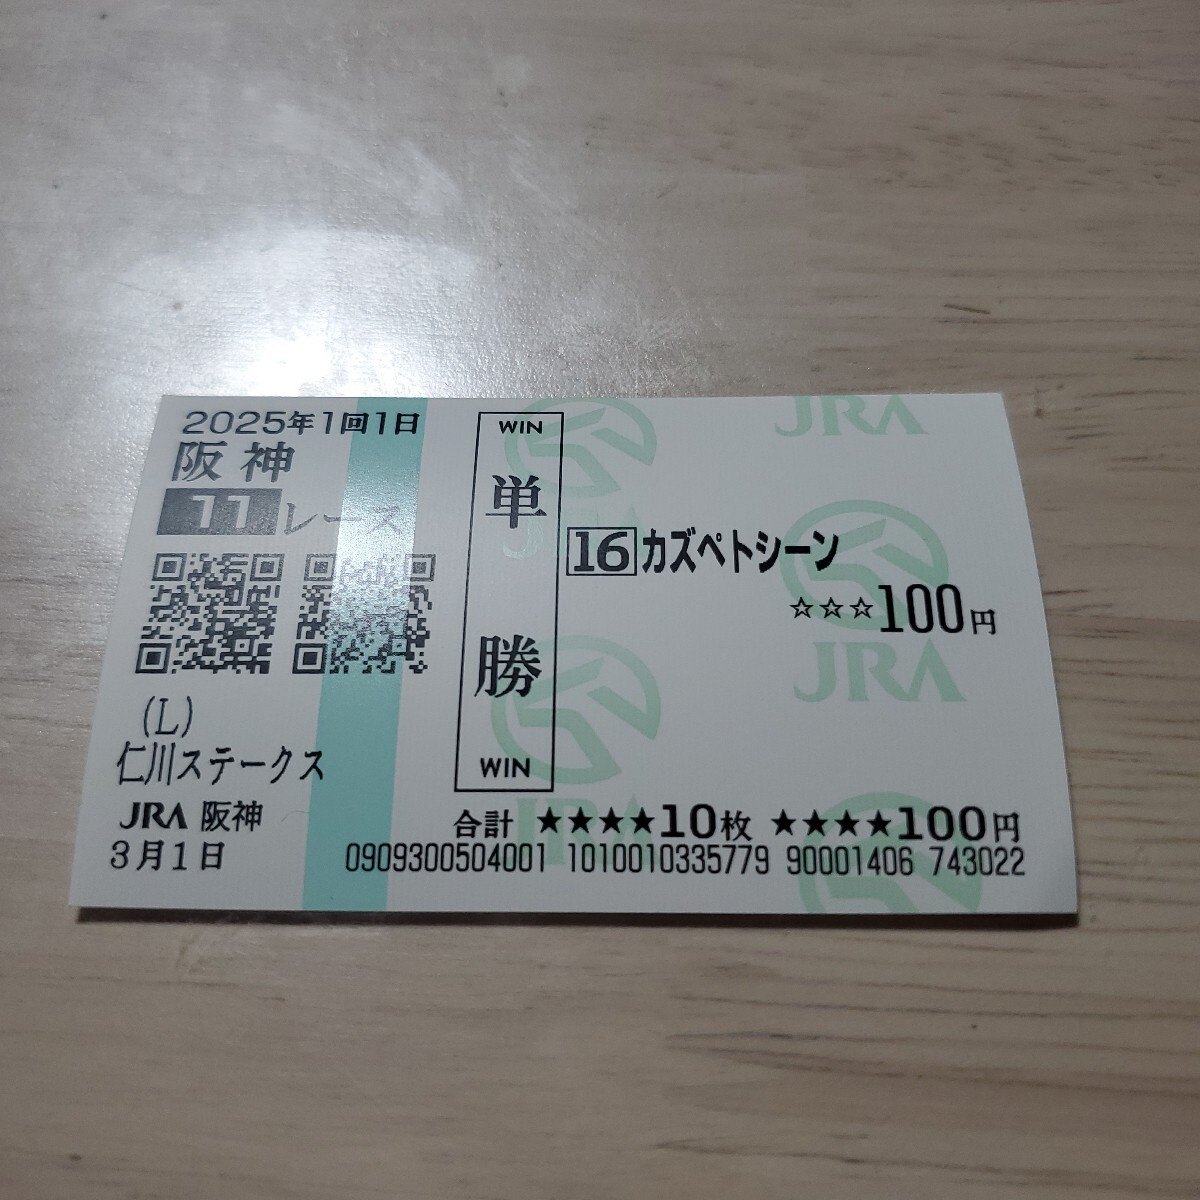 2025年1回1日
阪神
11レース
(L)
仁川ステークス
JRA 阪神
3月1日
WIN
単勝
WIN
16 カズペトシーン
☆☆☆100円
合計 ★★★★10枚 ★★★★100円
0909300504001 1010010335779 90001406 743022
JRA
JRA
JRA